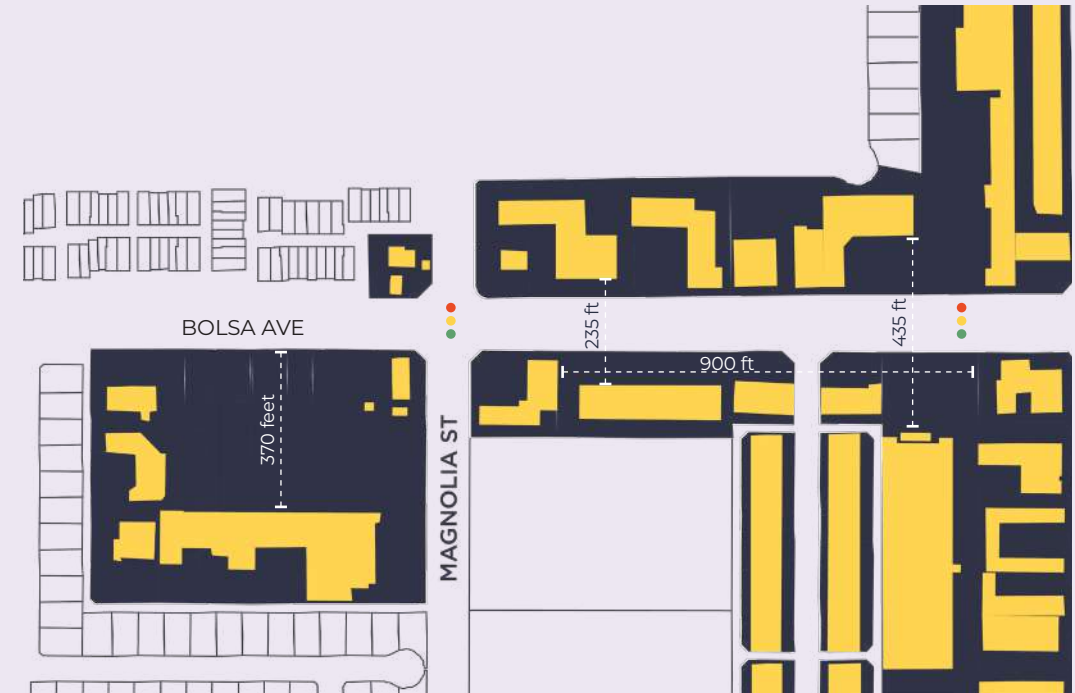 BOLSA AVE
235 ft
435 ft
900 ft
370 feet
MAGNOLIA ST